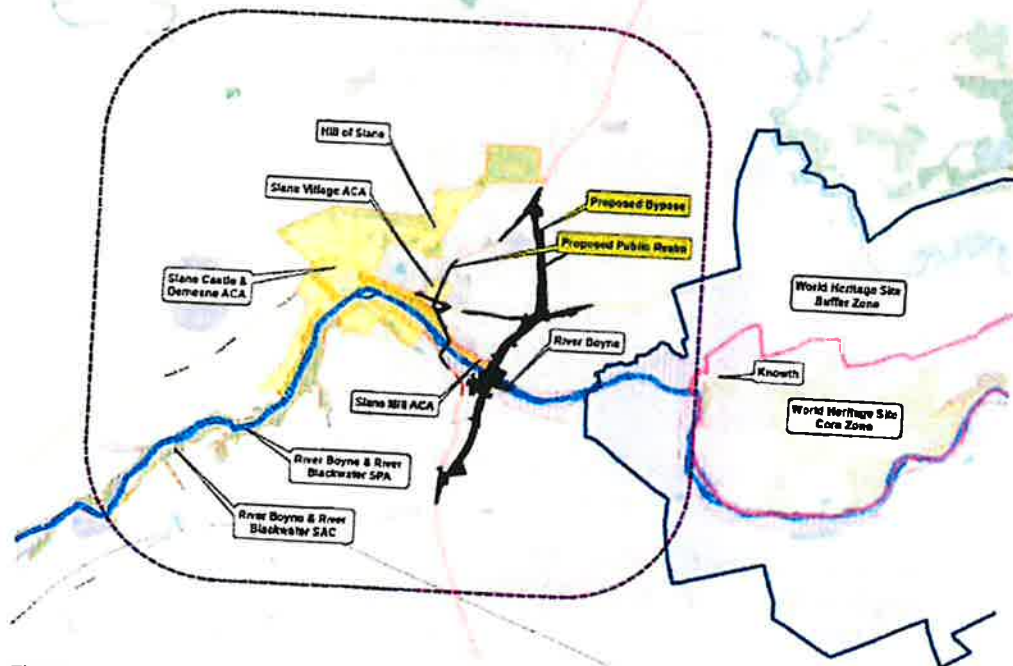 Hill of Slane
Slane Village ACA
Proposed Bypass
Proposed Public Realm
Slane Castle &
Demesne ACA
World Heritage Site
Buffer Zone
River Boyne
Knowth
Slane Mill ACA
World Heritage Site
Core Zone
River Boyne & River
Blackwater SPA
River Boyne & River
Blackwater SAC